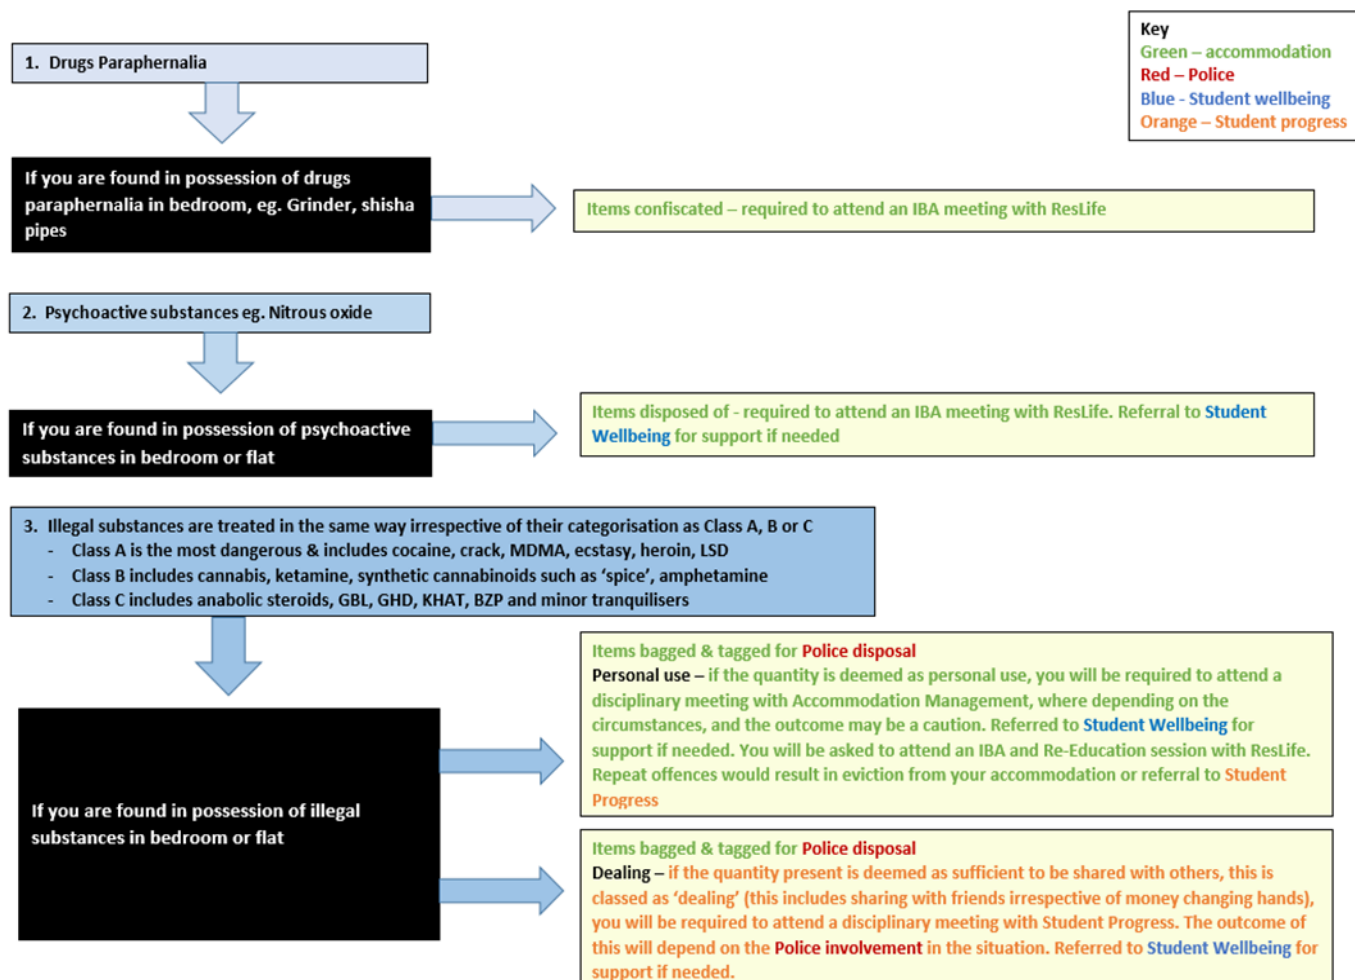 Key
Green – accommodation
Red – Police
Blue - Student wellbeing
Orange – Student progress
1. Drugs Paraphernalia
If you are found in possession of drugs
paraphernalia in bedroom, eg. Grinder, shisha
pipes
Items confiscated – required to attend an IBA meeting with ResLife
2. Psychoactive substances eg. Nitrous oxide
If you are found in possession of psychoactive
substances in bedroom or flat
Items disposed of - required to attend an IBA meeting with ResLife. Referral to Student
Wellbeing for support if needed
3. Illegal substances are treated in the same way irrespective of their categorisation as Class A, B or C
- Class A is the most dangerous & includes cocaine, crack, MDMA, ecstasy, heroin, LSD
- Class B includes cannabis, ketamine, synthetic cannabinoids such as ‘spice’, amphetamine
- Class C includes anabolic steroids, GBL, GHD, KHAT, BZP and minor tranquilisers
If you are found in possession of illegal
substances in bedroom or flat
Items bagged & tagged for Police disposal
Personal use – if the quantity is deemed as personal use, you will be required to attend a
disciplinary meeting with Accommodation Management, where depending on the
circumstances, and the outcome may be a caution. Referred to Student Wellbeing for
support if needed. You will be asked to attend an IBA and Re-Education session with ResLife.
Repeat offences would result in eviction from your accommodation or referral to Student
Progress
Items bagged & tagged for Police disposal
Dealing – if the quantity present is deemed as sufficient to be shared with others, this is
classed as ‘dealing’ (this includes sharing with friends irrespective of money changing hands),
you will be required to attend a disciplinary meeting with Student Progress. The outcome of
this will depend on the Police involvement in the situation. Referred to Student Wellbeing for
support if needed.